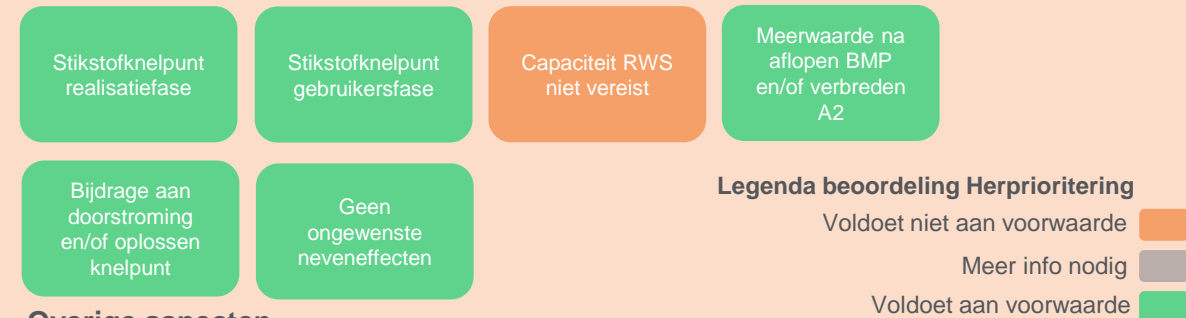 Stikstofknelpunt
realisatiefase
Stikstofknelpunt
gebruikersfase
Capaciteit RWS
niet vereist
Meerwaarde na
aflopen BMP
en/of verbreden
A2
Bijdrage aan
doorstroming
en/of oplossen
knelpunt
Geen
ongewenste
neveneffecten
Legenda beoordeling Herprioritering
Voldoet niet aan voorwaarde
Meer info nodig
Voldoet aan voorwaarde
Overige aspecten